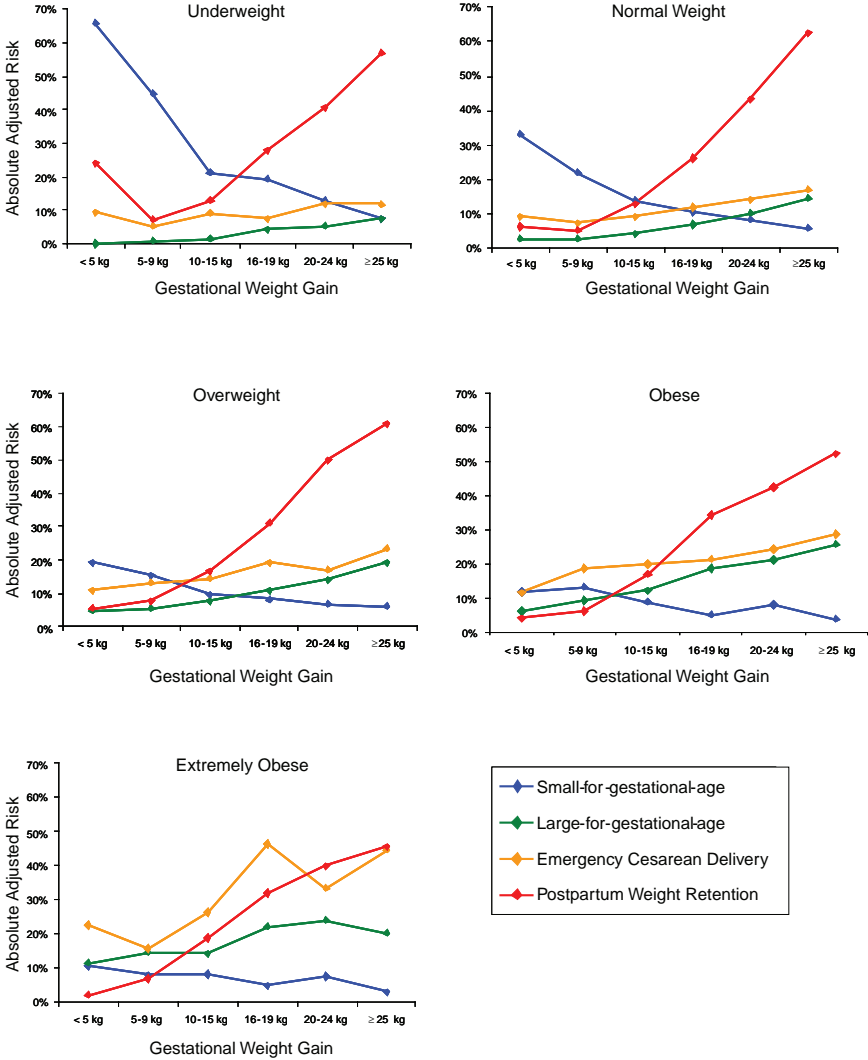 Underweight
Absolute Adjusted Risk
70%
60%
50%
40%
30%
20%
10%
0%
< 5 kg 5-9 kg 10-15 kg 16-19 kg 20-24 kg ≥ 25 kg
Gestational Weight Gain
Normal Weight
70%
60%
50%
40%
30%
20%
10%
0%
< 5 kg 5-9 kg 10-15 kg 16-19 kg 20-24 kg ≥25 kg
Gestational Weight Gain
Overweight
Absolute Adjusted Risk
70%
60%
50%
40%
30%
20%
10%
0%
< 5 kg 5-9 kg 10-15 kg 16-19 kg 20-24 kg ≥25 kg
Gestational Weight Gain
Obese
70%
60%
50%
40%
30%
20%
10%
0%
< 5 kg 5-9 kg 10-15 kg 16-19 kg 20-24 kg ≥ 25 kg
Gestational Weight Gain
Extremely Obese
Absolute Adjusted Risk
70%
60%
50%
40%
30%
20%
10%
0%
< 5 kg 5-9 kg 10-15 kg 16-19 kg 20-24 kg ≥ 25 kg
Gestational Weight Gain
Small-for-gestational-age
Large-for-gestational-age
Emergency Cesarean Delivery
Postpartum Weight Retention